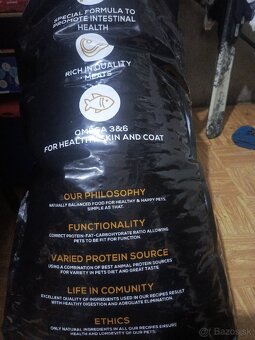 SPECIAL FORMULA TO
PROMOTE INTESTINAL
HEALTH
RICH IN QUALITY
MEATS
OMEGA 3&6
FOR HEALTHY SKIN AND COAT
OUR PHILOSOPHY
NATURALLY BALANCED FOOD FOR HEALTHY & HAPPY PETS.
SIMPLE AS THAT.
FUNCTIONALITY
CORRECT PROTEIN-FAT-CARBOHYDRATE RATIO ALLOWING
PETS TO BE FIT FOR FUNCTION.
VARIED PROTEIN SOURCE
USING A COMBINATION OF BEST ANIMAL PROTEIN SOURCES
FOR VARIETY IN PETS DIET AND GREAT TASTE
LIFE IN COMUNITY
EXCELLENT QUALITY OF INGREDIENTS USED IN OUR RECIPES RESULT
WITH HEALTHY DIGESTION AND ADEQUATE ELIMINATION.
ETHICS
ONLY NATURAL INGREDIENTS IN ALL OUR RECIPES ENSURE
HEALTH AND LONGEVITY OF OUR PETS.
Bazos.sk